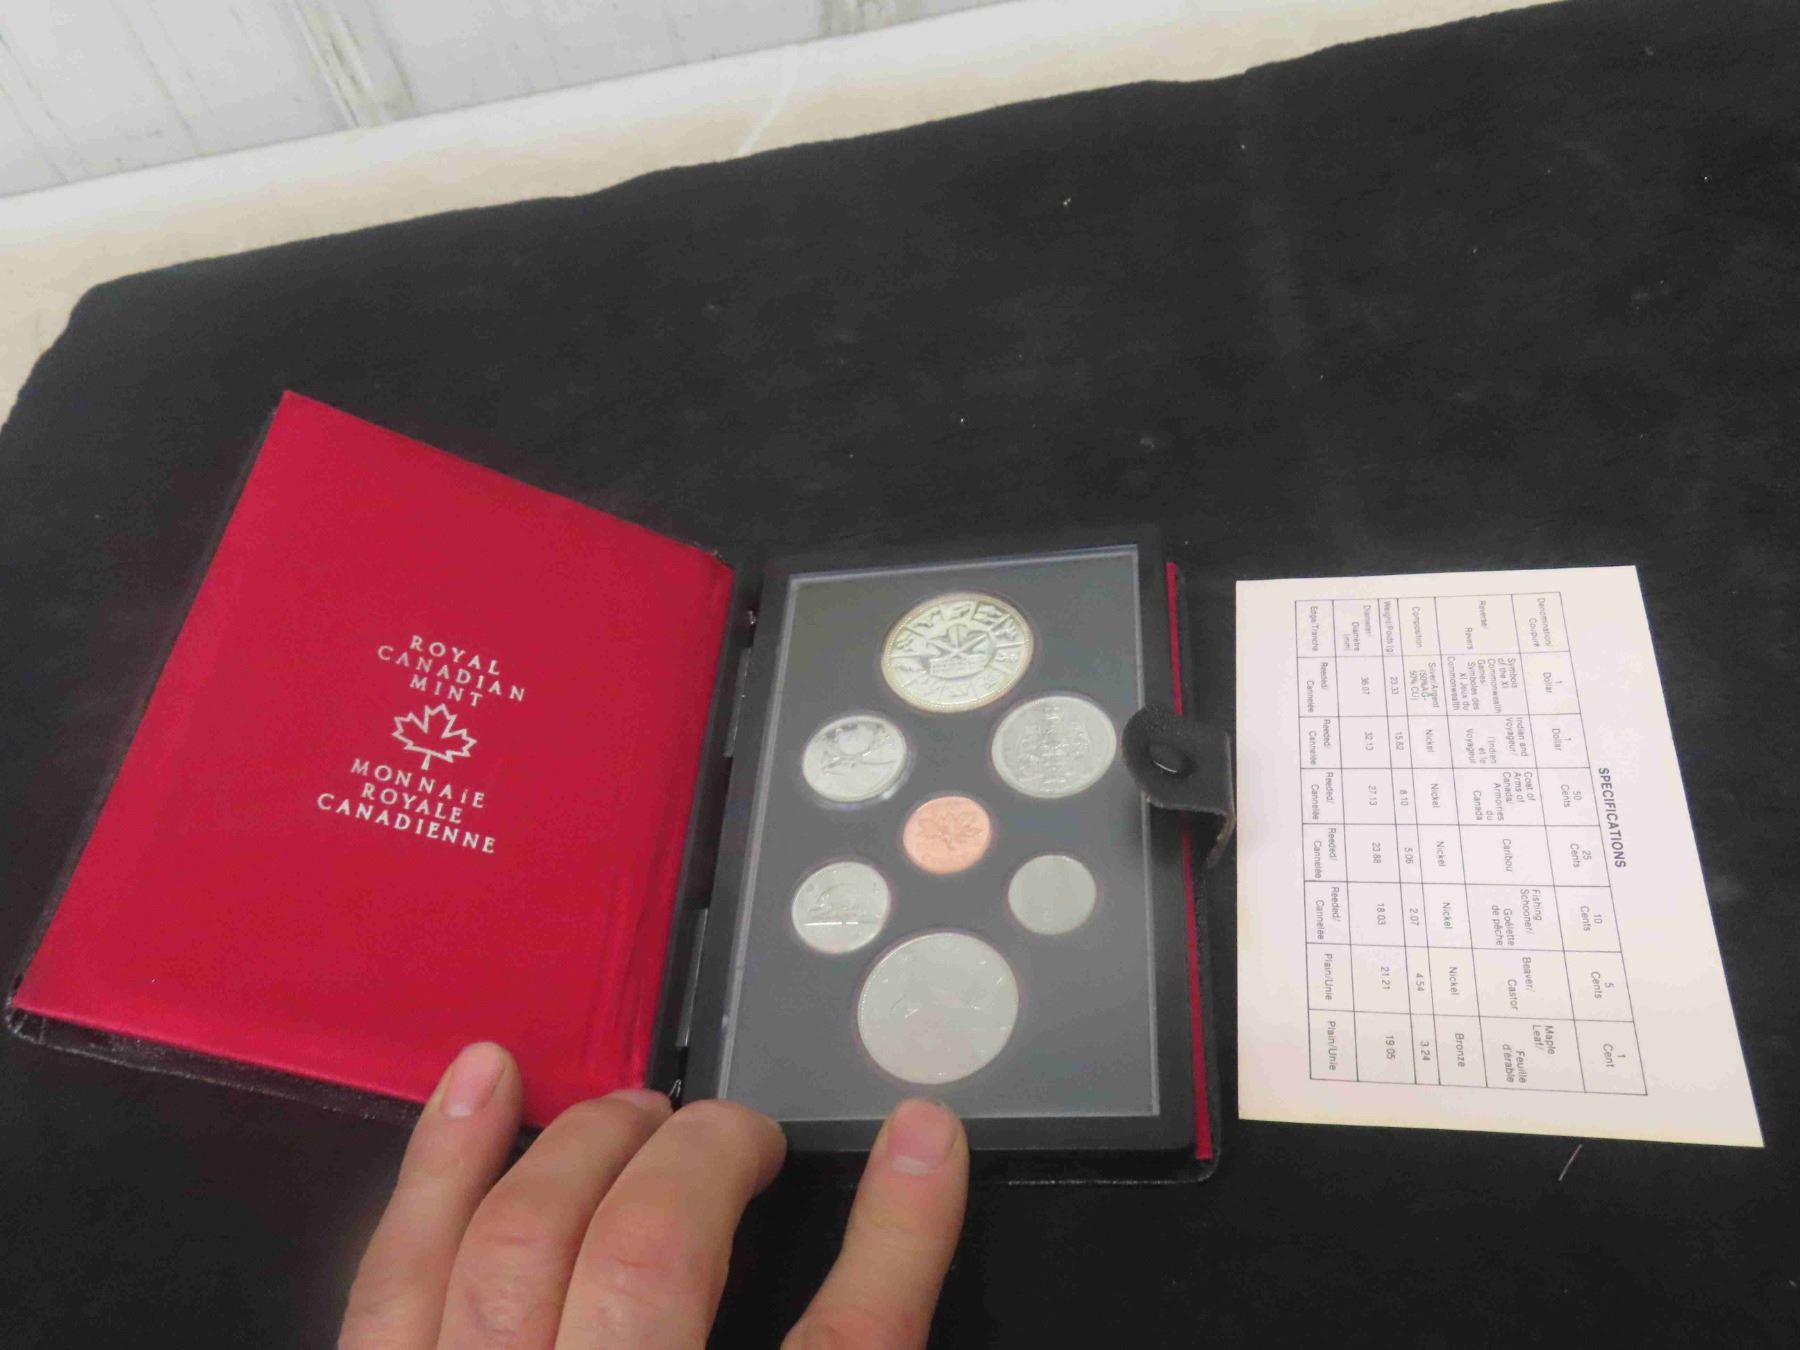 ROYAL
CANADIAN
MINT
MONNAiE
ROYALE
CANADIENNE
SPECIFICATIONS
Denomination/ Coupure 1 Dollar 1 Dollar 50 Cents 25 Cents 10 Cents 5 Cents 1 Cent
Reverse/ Revers Symbols of the XI Commonwealth Games/ Symboles des XI Jeux du Commonwealth Indian and Voyageur/ l'Indien et le Voyageur Coat of Arms of Canada/ Armoiries du Canada Caribou Fishing Schooner/ Goélette de pêche Beaver/ Castor Maple Leaf/ Feuille d'érable
Composition Silver/Argent (50%AG- 50% CU) Nickel Nickel Nickel Nickel Nickel Bronze
Weight/Poids (g) 23.33 15.62 8.10 5.06 2.07 4.54 3.24
Diameter/ Diamètre (mm) 36.07 32.13 27.13 23.88 18.03 21.21 19.05
Edge/Tranche Reeded/ Cannelée Reeded/ Cannelée Reeded/ Cannelée Reeded/ Cannelée Reeded/ Cannelée Plain/Unie Plain/Unie